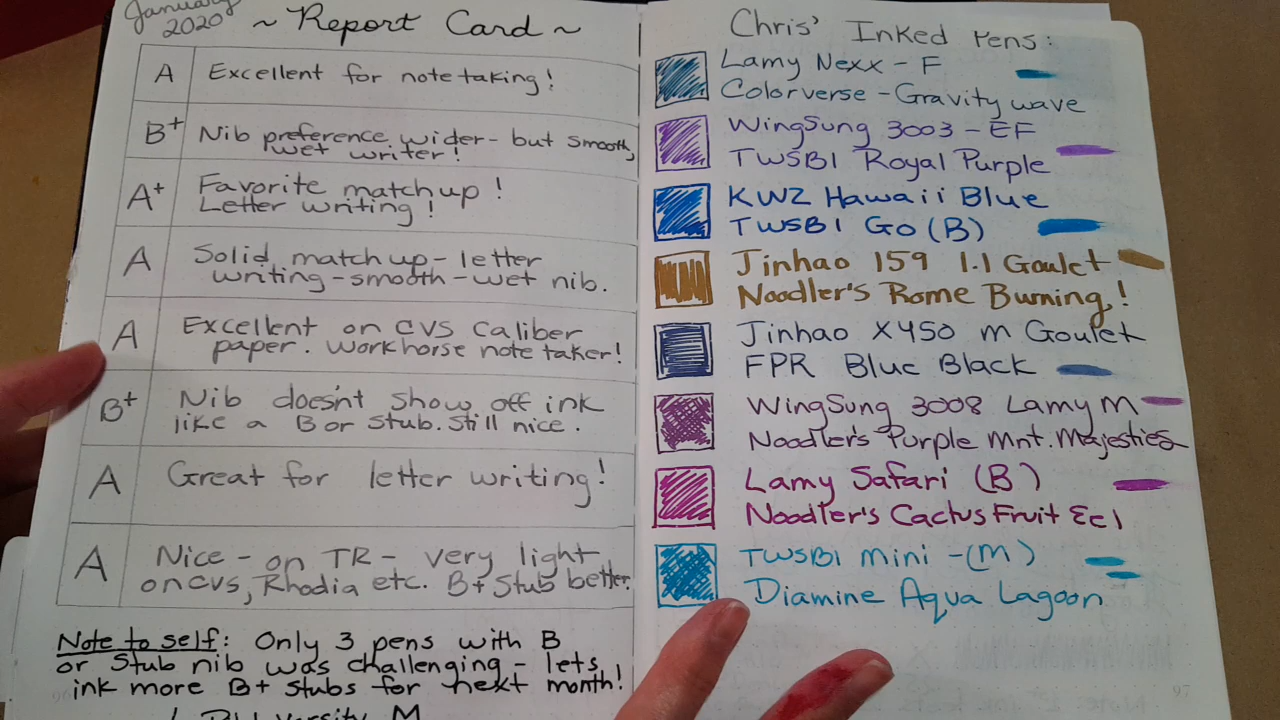 January
2020
~ Report Card ~
A
Excellent for note taking!
B+
Nib preference wider - but smooth,
wet writer!
A+
Favorite match up!
Letter writing!
A
Solid match up - letter
writing - smooth - wet nib.
A
Excellent on CVS Caliber
paper. Workhorse note taker!
B+
Nib doesn't show off ink
like a B or Stub. Still nice.
A
Great for letter writing!
A
Nice - on TR - very light
on CVS, Rhodia etc. B+ Stub better.
Note to self: Only 3 pens with B
or Stub nib was challenging - lets
ink more B+ Stubs for next month!
Chris' Inked Pens:
Lamy Nexx - F
Colorverse - Gravity wave
WingSung 3003 - EF
TWSBI Royal Purple
KWZ Hawaii Blue
TWSBI Go (B)
Jinhao 159 1.1 Goulet
Noodler's Rome Burning!
Jinhao X450 m Goulet
FPR Blue Black
WingSung 3008 Lamy M
Noodler's Purple Mnt. Majesties
Lamy Safari (B)
Noodler's Cactus Fruit Eel
TWSBI Mini - (M)
Diamine Aqua Lagoon
97